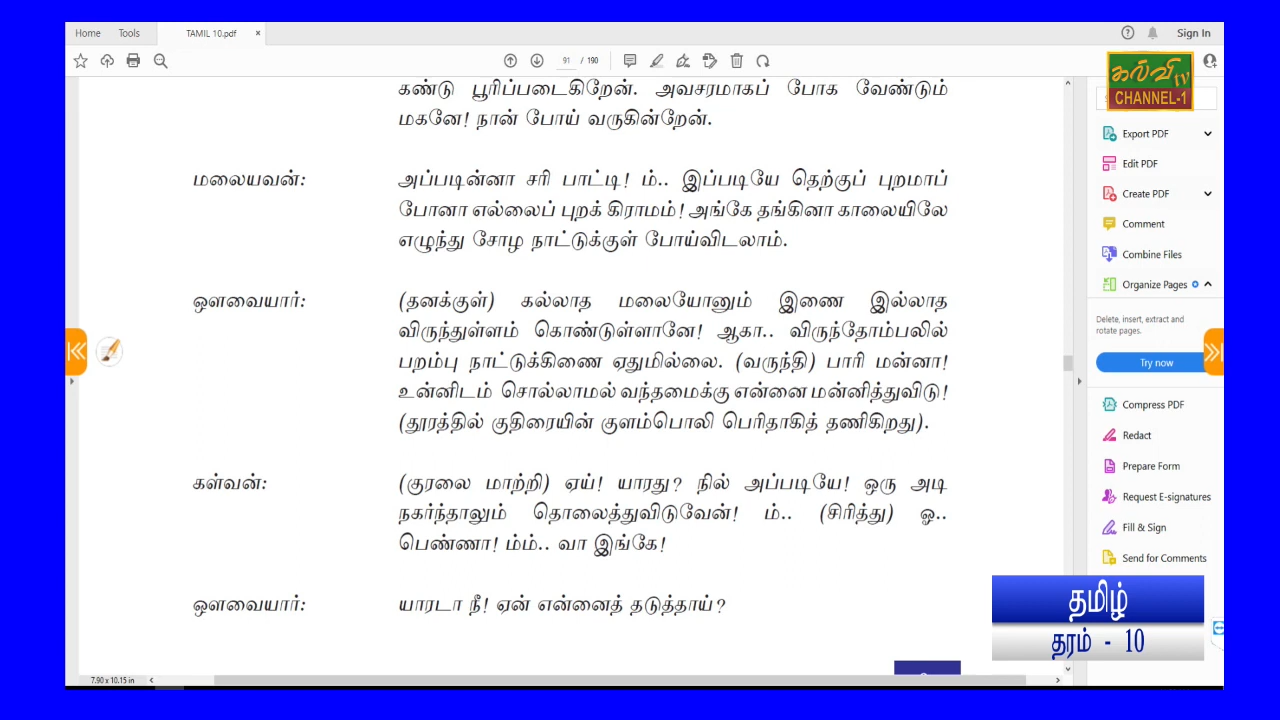 Home Tools TAMIL 10.pdf × Sign In
91 / 190
கல்வி tv
CHANNEL-1
கண்டு பூரிப்படைகிறேன். அவசரமாகப் போக வேண்டும்
மகனே! நான் போய் வருகின்றேன்.
மலையவன்: அப்படின்னா சரி பாட்டி! ம்.. இப்படியே தெற்குப் புறமாப்
போனா எல்லைப் புறக் கிராமம்! அங்கே தங்கினா காலையிலே
எழுந்து சோழ நாட்டுக்குள் போய்விடலாம்.
ஔவையார்: (தனக்குள்) கல்லாத மலையோனும் இணை இல்லாத
விருந்துள்ளம் கொண்டுள்ளானே! ஆகா.. விருந்தோம்பலில்
பறம்பு நாட்டுக்கிணை ஏதுமில்லை. (வருந்தி) பாரி மன்னா!
உன்னிடம் சொல்லாமல் வந்தமைக்கு என்னை மன்னித்துவிடு!
(தூரத்தில் குதிரையின் குளம்பொலி பெரிதாகித் தணிகிறது).
கள்வன்: (குரலை மாற்றி) ஏய்! யாரது? நில் அப்படியே! ஒரு அடி
நகர்ந்தாலும் தொலைத்துவிடுவேன்! ம்.. (சிரித்து) ஓ..
பெண்ணா! ம்ம்.. வா இங்கே!
ஔவையார்: யாரடா நீ! ஏன் என்னைத் தடுத்தாய்?
7.90 x 10.15 in
Export PDF
Edit PDF
Create PDF
Comment
Combine Files
Organize Pages
Delete, insert, extract and
rotate pages.
Try now
Compress PDF
Redact
Prepare Form
Request E-signatures
Fill & Sign
Send for Comments
தமிழ்
தரம் - 10